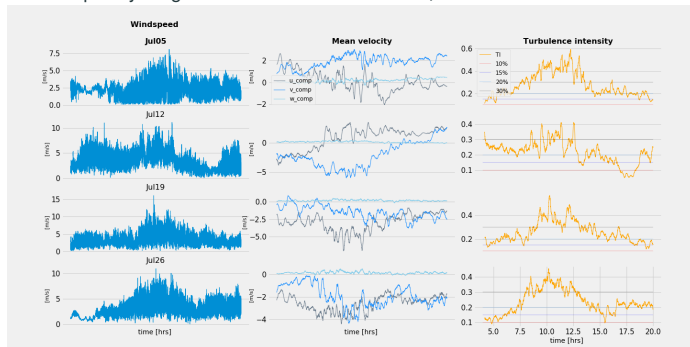 Windspeed
Jul05
Mean velocity
Turbulence intensity
7.5
5.0
2.5
0.0
[m/s]
2
0
−2
[m/s]
u_comp
v_comp
w_comp
0.6
0.4
0.2
TI
10%
15%
20%
30%
Jul12
10
5
0
[m/s]
0
−5
[m/s]
0.4
0.3
0.2
0.1
Jul19
15
10
5
0
[m/s]
0.0
−2.5
−5.0
[m/s]
0.4
0.2
Jul26
10
5
0
[m/s]
0
−2
−4
[m/s]
0.4
0.3
0.2
0.1
5.0 7.5 10.0 12.5 15.0 17.5 20.0
time [hrs]
time [hrs]
time [hrs]